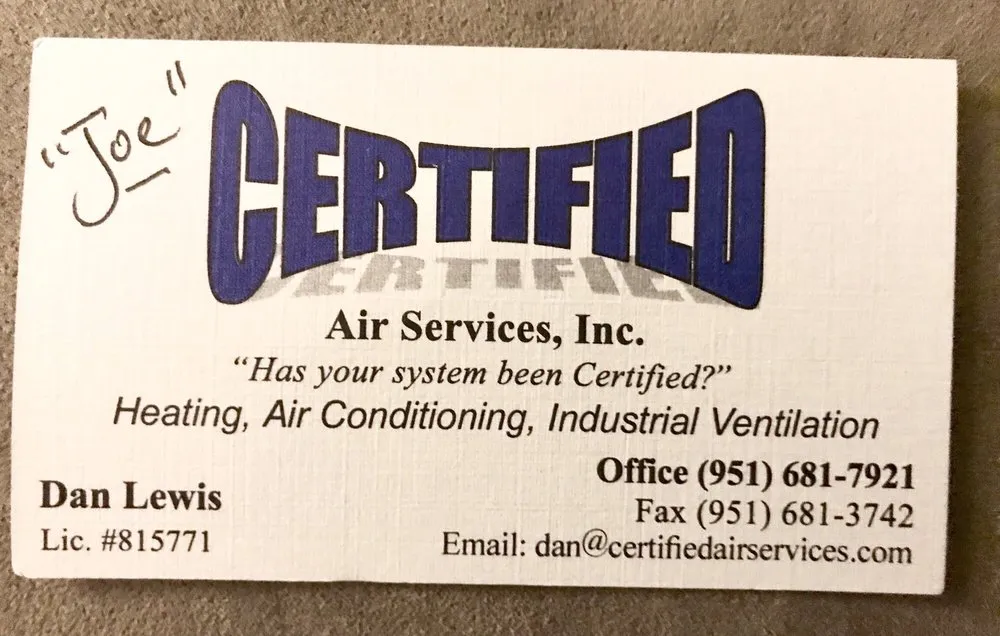 "Joe"
CERTIFIED
Air Services, Inc.
“Has your system been Certified?”
Heating, Air Conditioning, Industrial Ventilation
Office (951) 681-7921
Dan Lewis
Fax (951) 681-3742
Lic. #815771
Email: dan@certifiedairservices.com